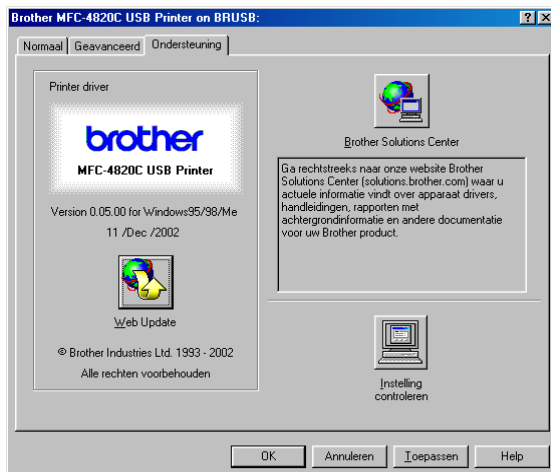 Brother MFC-4820C USB Printer on BRUSB:
Normaal
Geavanceerd
Ondersteuning
Printer driver
brother
MFC-4820C USB Printer
Version 0.05.00 for Windows95/98/Me
11 /Dec /2002
Web Update
© Brother Industries Ltd. 1993 - 2002
Alle rechten voorbehouden
Brother Solutions Center
Ga rechtstreeks naar onze website Brother
Solutions Center (solutions.brother.com) waar u
actuele informatie vindt over apparaat drivers,
handleidingen, rapporten met
achtergrondinformatie en andere documentatie
voor uw Brother product.
Instelling
controleren
OK
Annuleren
Toepassen
Help